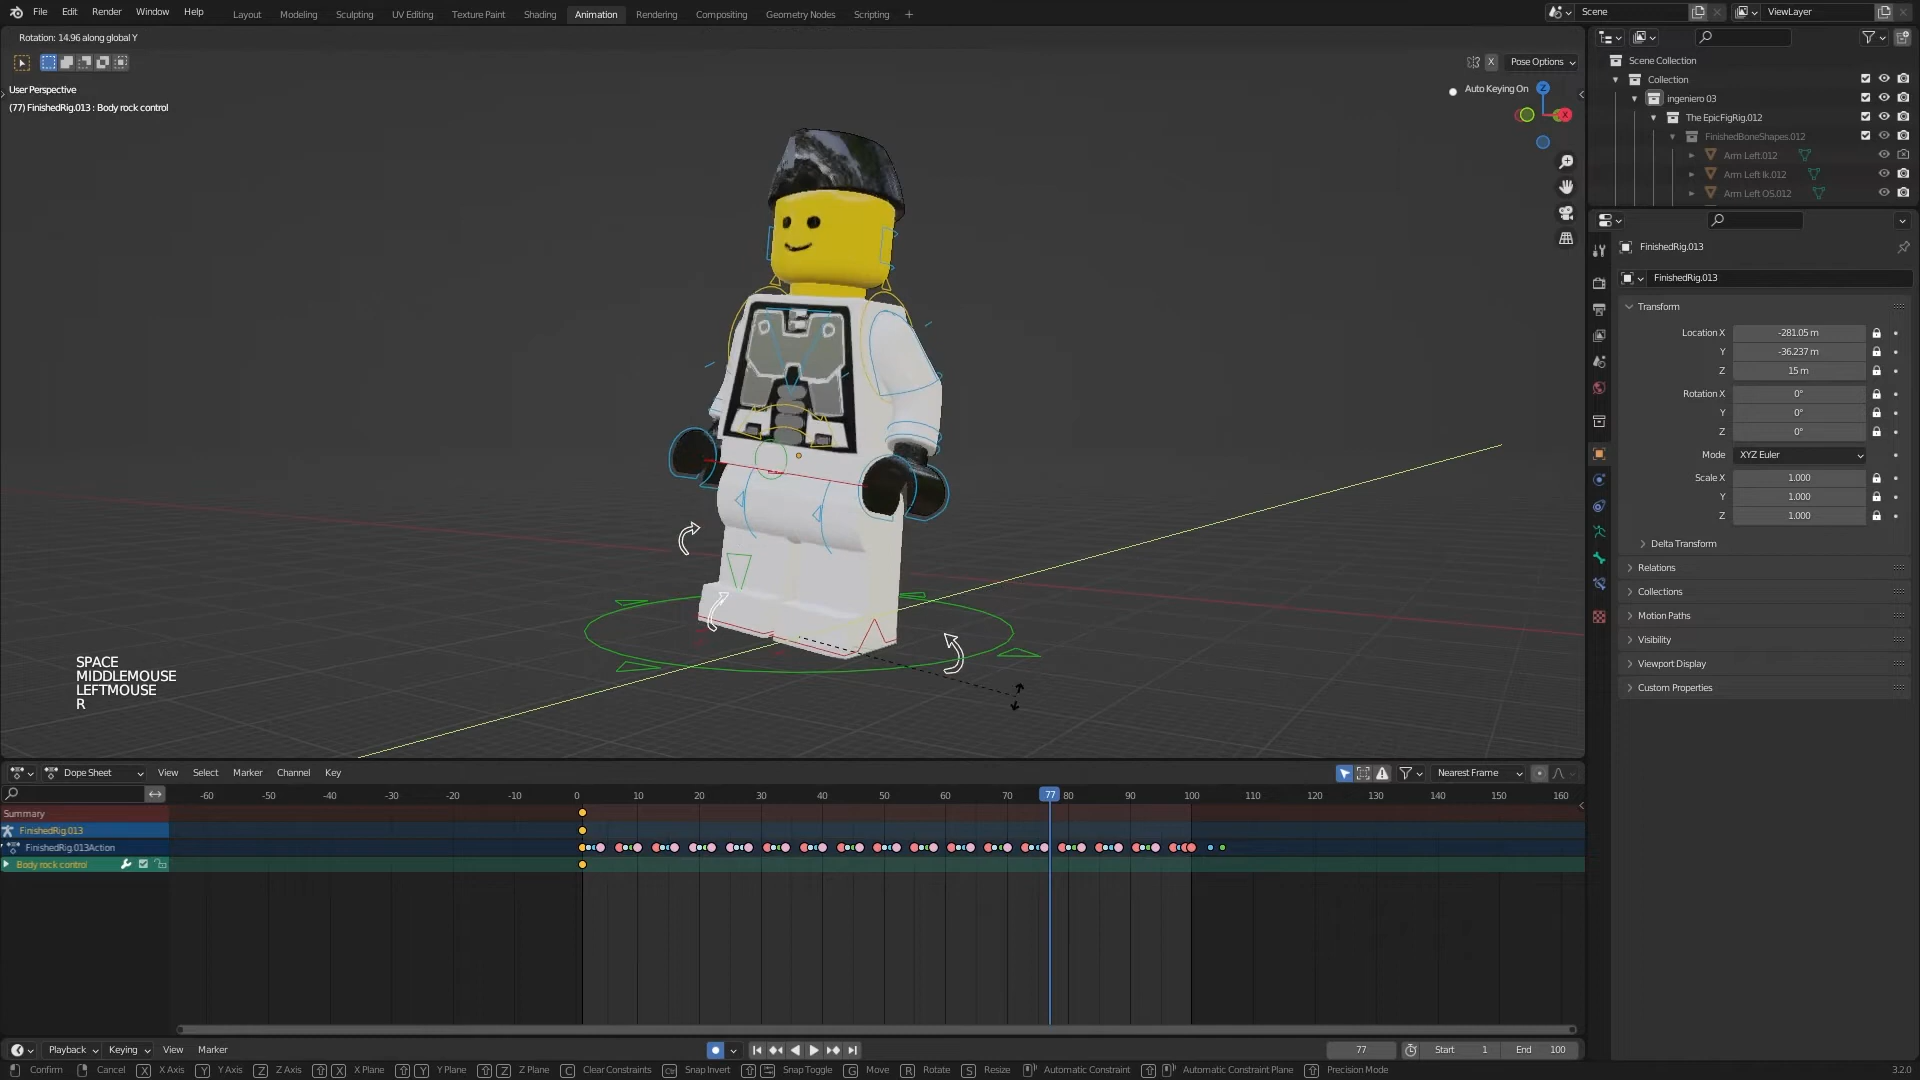 File Edit Render Window Help Layout Modeling Sculpting UV Editing Texture Paint Shading Animation Rendering Compositing Geometry Nodes Scripting + Scene ViewLayer
Rotation: 14.96 along global Y
X Pose Options
User Perspective
(77) FinishedRig.013 : Body rock control
Auto Keying On
Z
X
Scene Collection
Collection
ingeniero 03
The EpicFigRig.012
FinishedBoneShapes.012
Arm Left.012
Arm Left Ik.012
Arm Left OS.012
FinishedRig.013
FinishedRig.013
Transform
Location X -281.05 m
Y -36.237 m
Z 15 m
Rotation X 0°
Y 0°
Z 0°
Mode XYZ Euler
Scale X 1.000
Y 1.000
Z 1.000
Delta Transform
Relations
Collections
Motion Paths
Visibility
Viewport Display
Custom Properties
SPACE
MIDDLEMOUSE
LEFTMOUSE
R
Dope Sheet View Select Marker Channel Key Nearest Frame
-60 -50 -40 -30 -20 -10 0 10 20 30 40 50 60 77 80 90 100 110 120 130 140 150 160
Summary
FinishedRig.013
FinishedRig.013Action
Body rock control
Playback Keying View Marker 77 Start 1 End 100
Confirm Cancel X X Axis Y Y Axis Z Z Axis X X Plane Y Y Plane Z Z Plane C Clear Constraints Ctrl Snap Invert Snap Toggle G Move R Rotate S Resize Automatic Constraint Automatic Constraint Plane Precision Mode 3.2.0